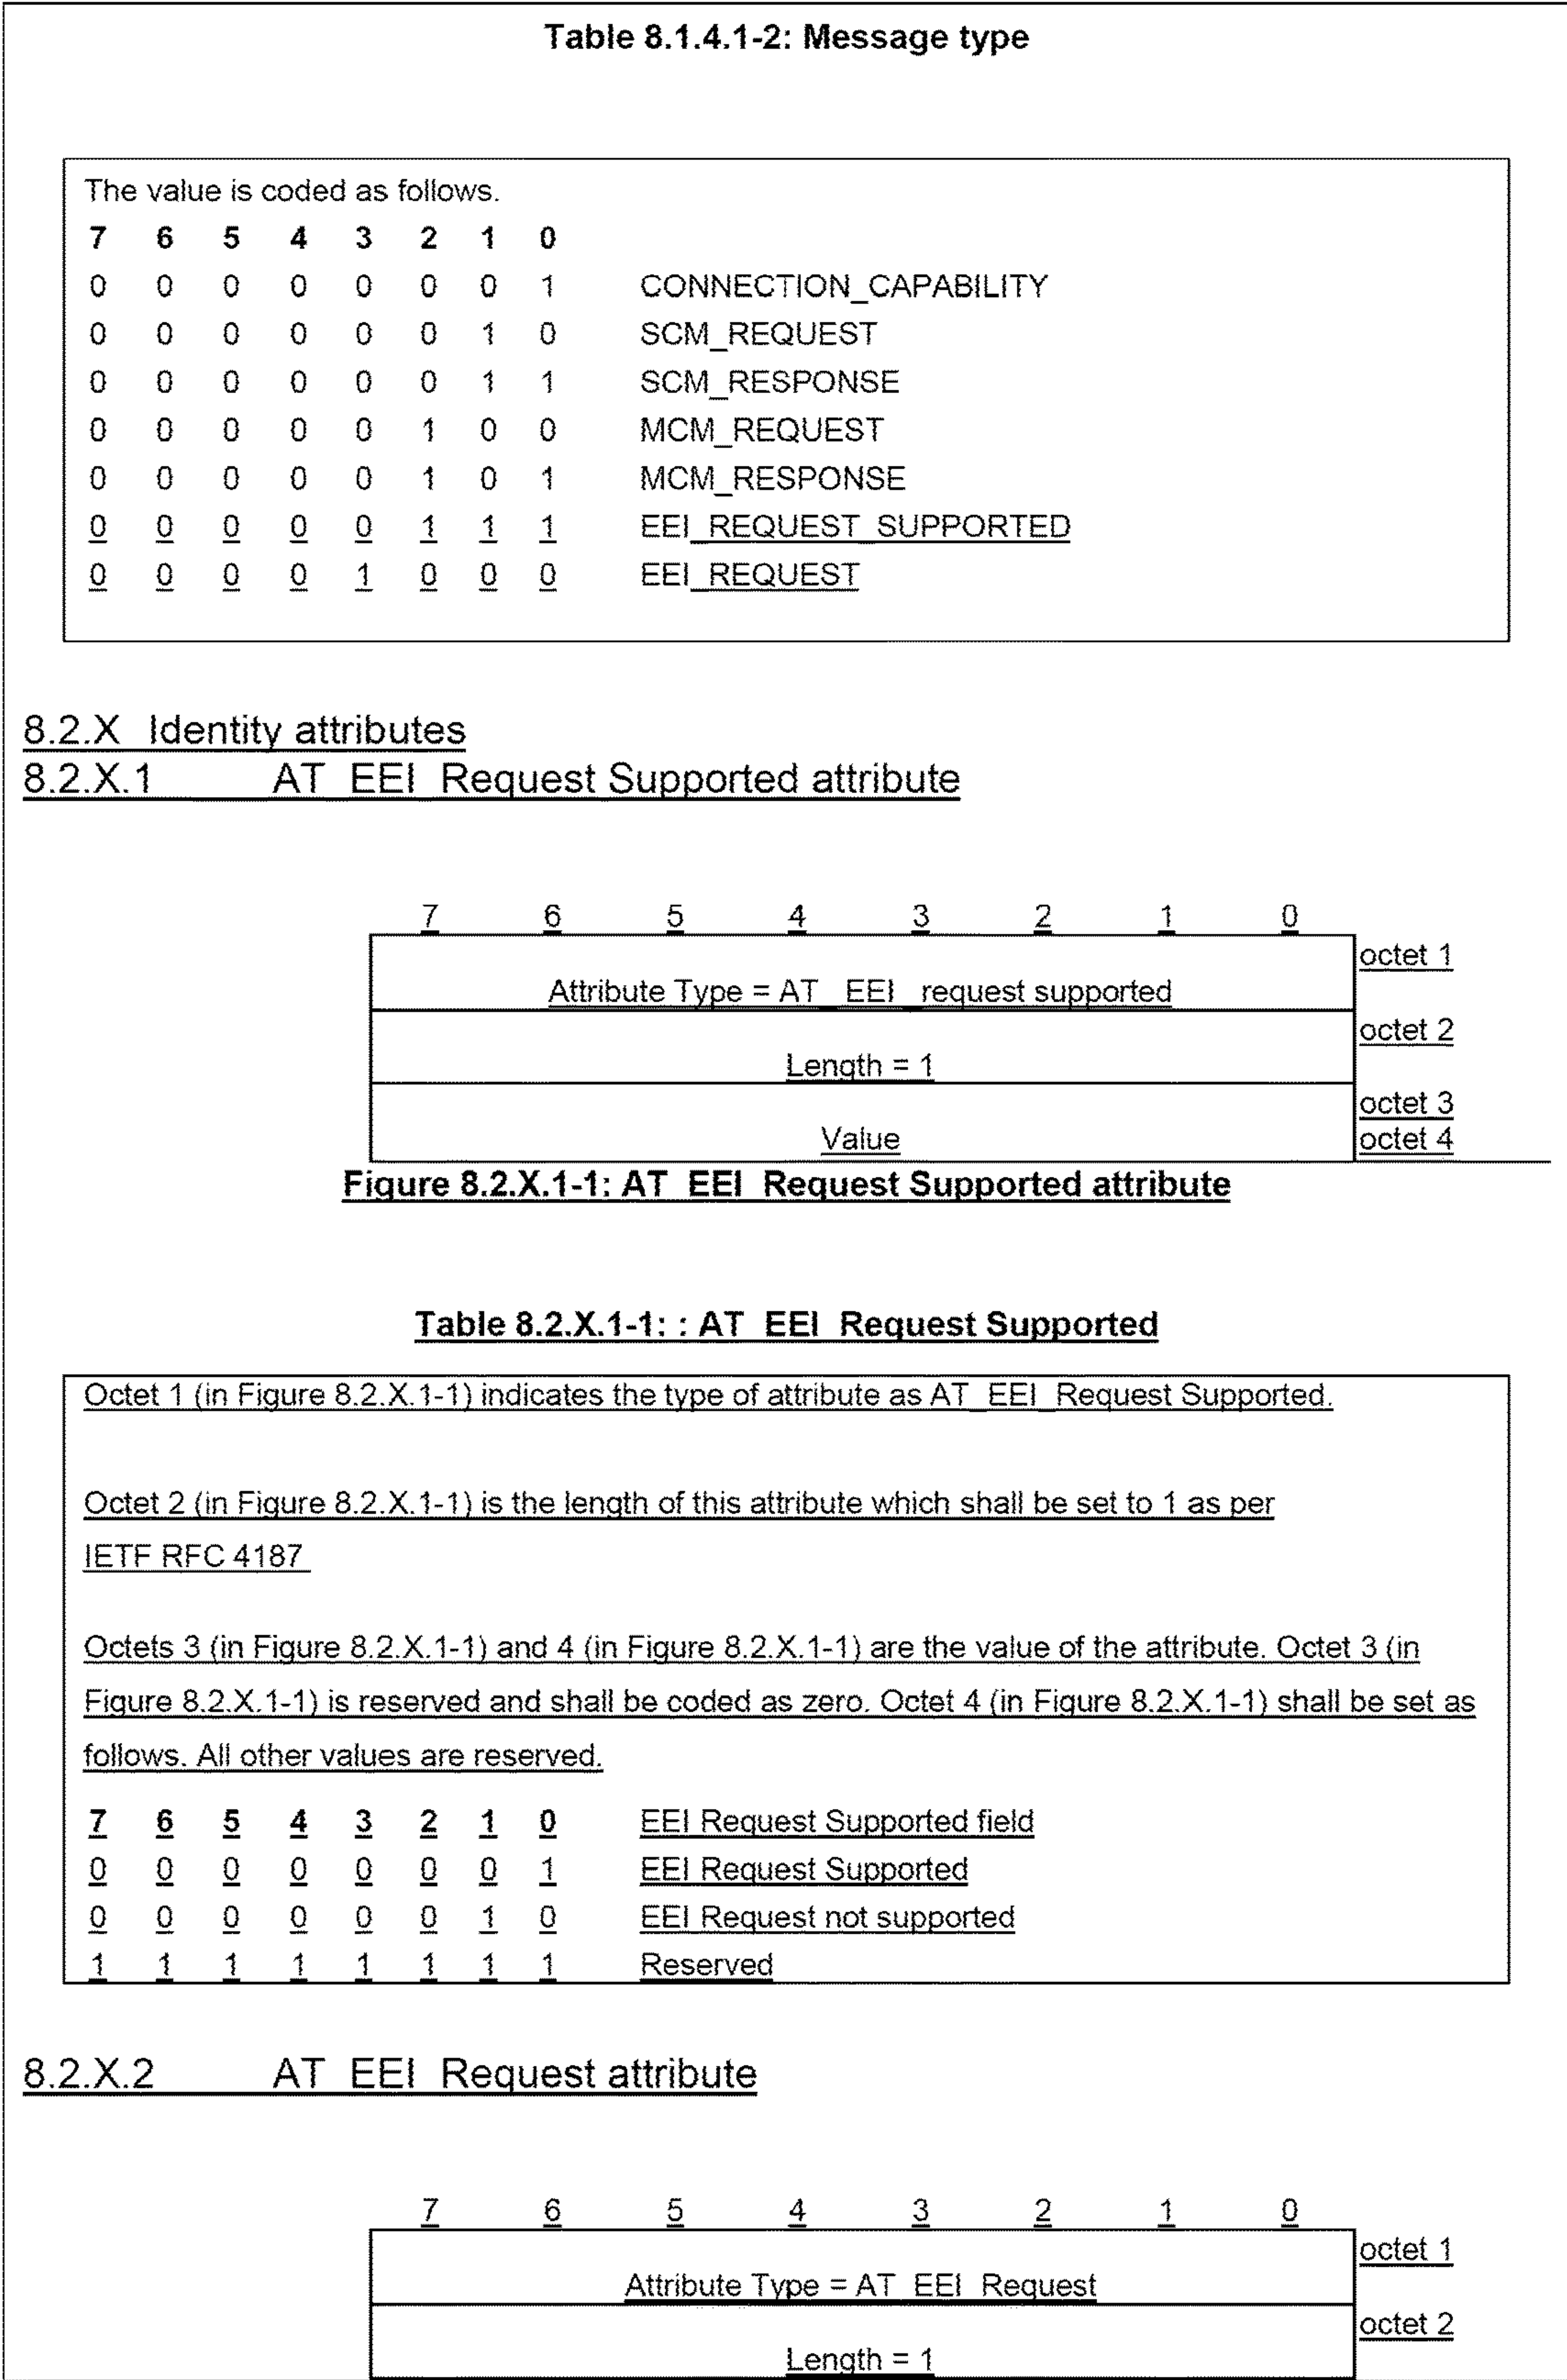 Table 8.1.4.1-2: Message type
The value is coded as follows.
7 6 5 4 3 2 1 0
0 0 0 0 0 0 0 1 CONNECTION_CAPABILITY
0 0 0 0 0 0 1 0 SCM_REQUEST
0 0 0 0 0 0 1 1 SCM_RESPONSE
0 0 0 0 0 1 0 0 MCM_REQUEST
0 0 0 0 0 1 0 1 MCM_RESPONSE
0 0 0 0 0 1 1 1 EEI_REQUEST_SUPPORTED
0 0 0 0 1 0 0 0 EEI_REQUEST
8.2.X Identity attributes
8.2.X.1 AT_EEI_Request Supported attribute
7 6 5 4 3 2 1 0
octet 1
Attribute Type = AT_ EEI _request supported
octet 2
Length = 1
octet 3
Value octet 4
Figure 8.2.X.1-1: AT_EEI_Request Supported attribute
Table 8.2.X.1-1: : AT_EEI_Request Supported
Octet 1 (in Figure 8.2.X.1-1) indicates the type of attribute as AT_EEI_Request Supported.
Octet 2 (in Figure 8.2.X.1-1) is the length of this attribute which shall be set to 1 as per
IETF RFC 4187
Octets 3 (in Figure 8.2.X.1-1) and 4 (in Figure 8.2.X.1-1) are the value of the attribute. Octet 3 (in
Figure 8.2.X.1-1) is reserved and shall be coded as zero. Octet 4 (in Figure 8.2.X.1-1) shall be set as
follows. All other values are reserved.
7 6 5 4 3 2 1 0 EEI Request Supported field
0 0 0 0 0 0 0 1 EEI Request Supported
0 0 0 0 0 0 1 0 EEI Request not supported
1 1 1 1 1 1 1 1 Reserved
8.2.X.2 AT_EEI_Request attribute
7 6 5 4 3 2 1 0
octet 1
Attribute Type = AT_EEI_Request
octet 2
Length = 1